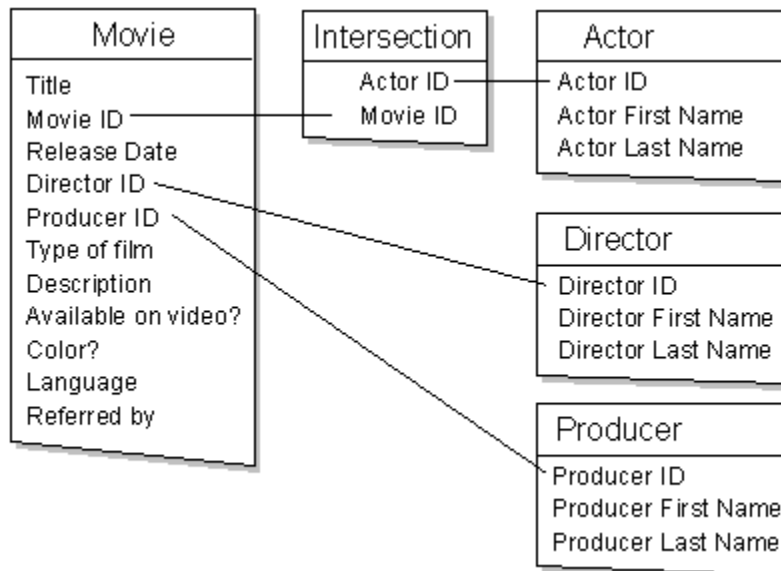 Movie
Title
Movie ID
Release Date
Director ID
Producer ID
Type of film
Description
Available on video?
Color?
Language
Referred by
Intersection
Actor ID
Movie ID
Actor
Actor ID
Actor First Name
Actor Last Name
Director
Director ID
Director First Name
Director Last Name
Producer
Producer ID
Producer First Name
Producer Last Name